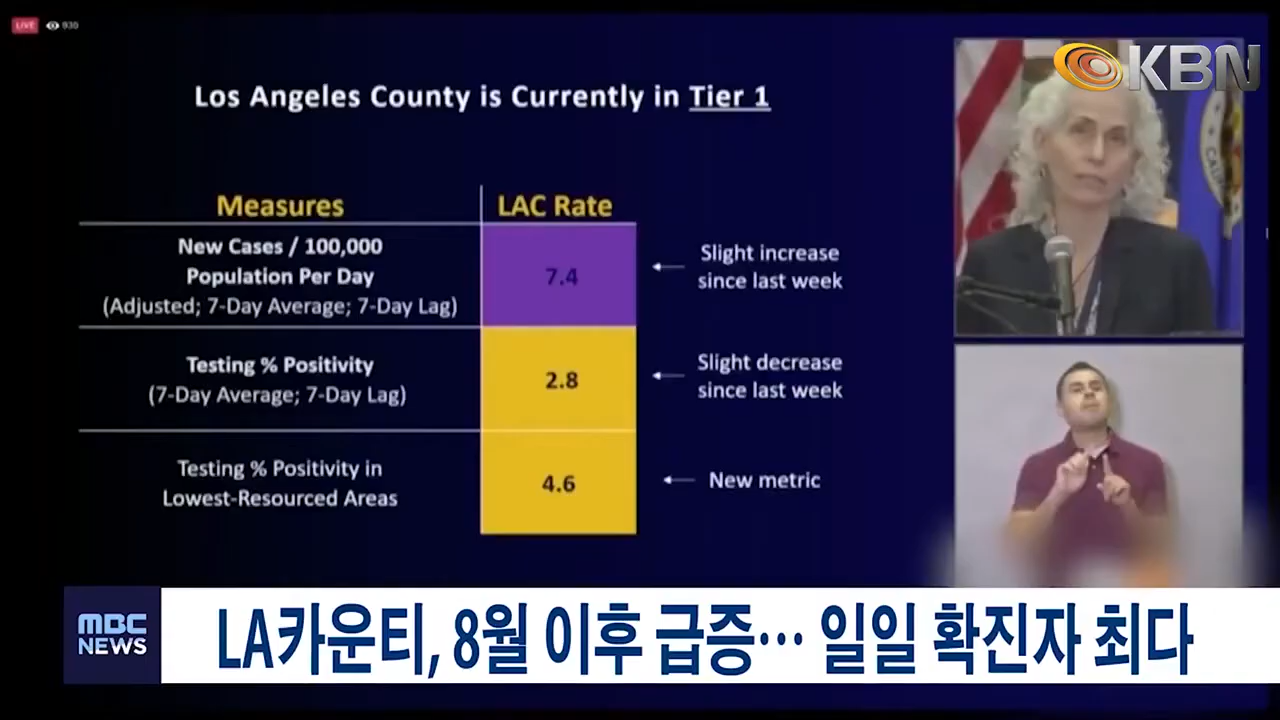 LIVE 930
KBN
Los Angeles County is Currently in Tier 1
Measures
LAC Rate
New Cases / 100,000
Population Per Day
(Adjusted; 7-Day Average; 7-Day Lag)
7.4
Slight increase
since last week
Testing % Positivity
(7-Day Average; 7-Day Lag)
2.8
Slight decrease
since last week
Testing % Positivity in
Lowest-Resourced Areas
4.6
New metric
MBC
NEWS
LA카운티, 8월 이후 급증… 일일 확진자 최다